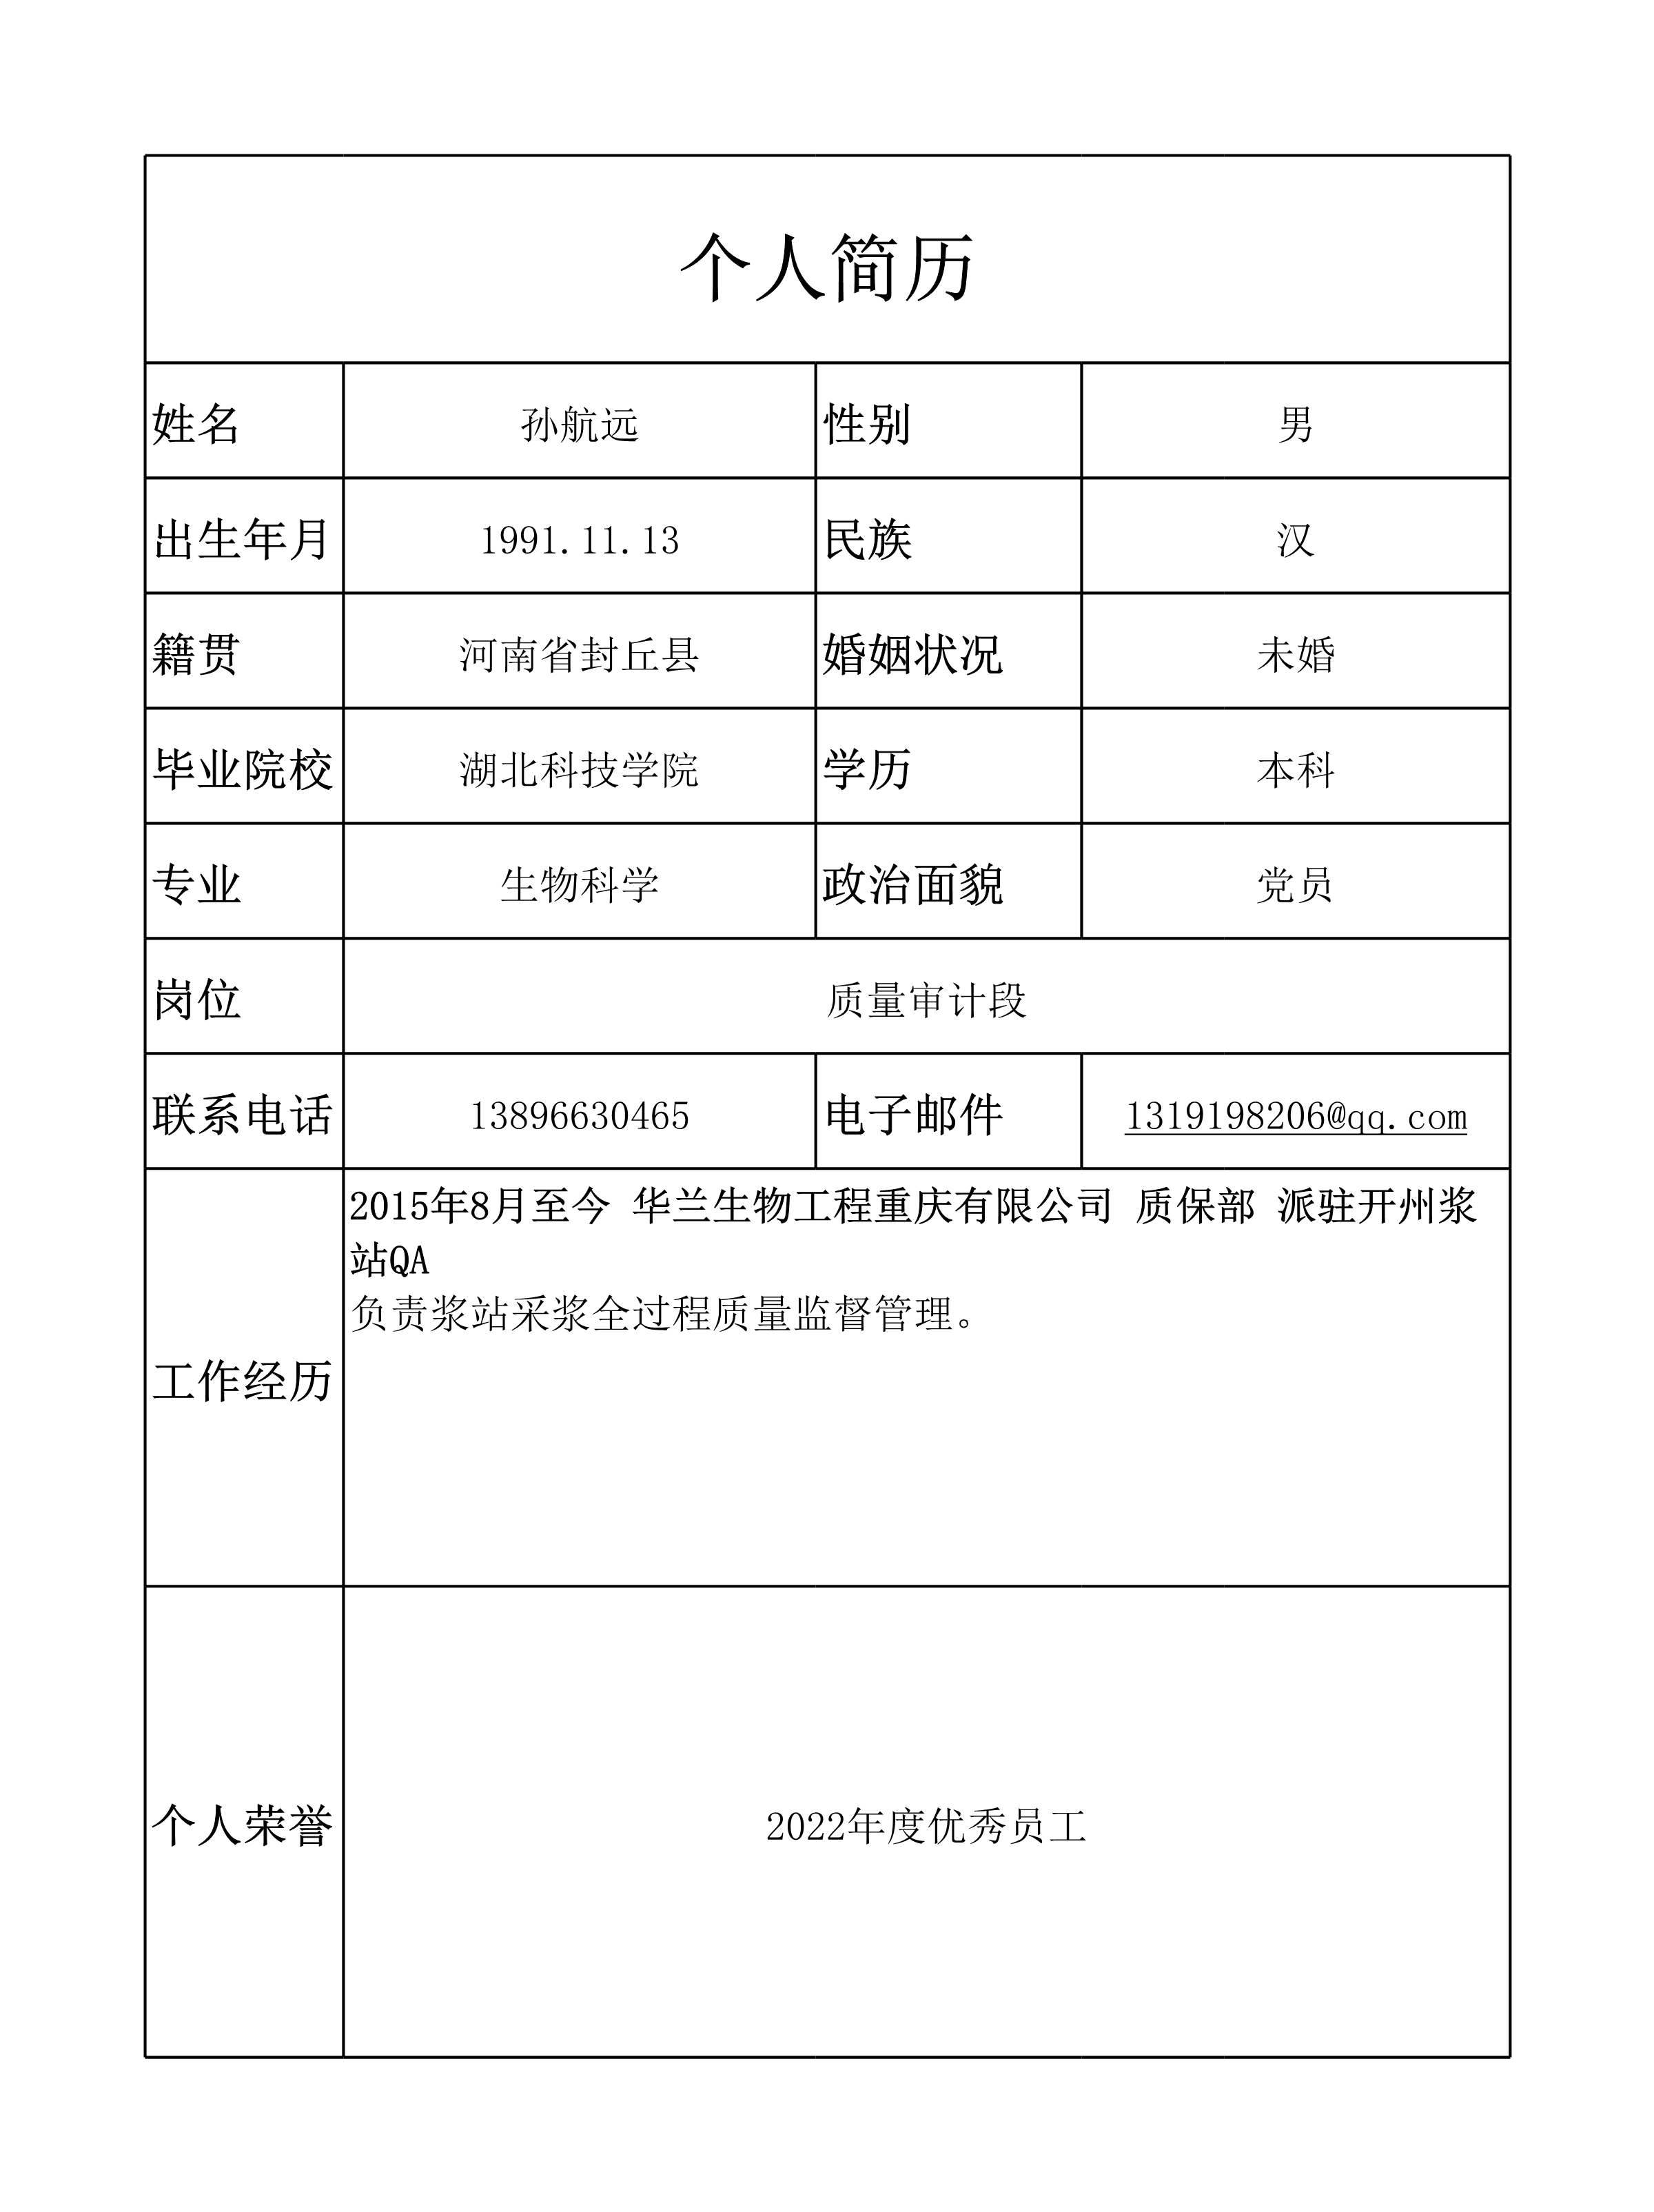 个人简历
姓名 孙航远 性别 男
出生年月 1991.11.13 民族 汉
籍贯 河南省封丘县 婚姻状况 未婚
毕业院校 湖北科技学院 学历 本科
专业 生物科学 政治面貌 党员
岗位 质量审计段
联系电话 13896630465 电子邮件 1319198206@qq.com
工作经历
2015年8月至今 华兰生物工程重庆有限公司 质保部 派驻开州浆
站QA
负责浆站采浆全过程质量监督管理。
个人荣誉 2022年度优秀员工